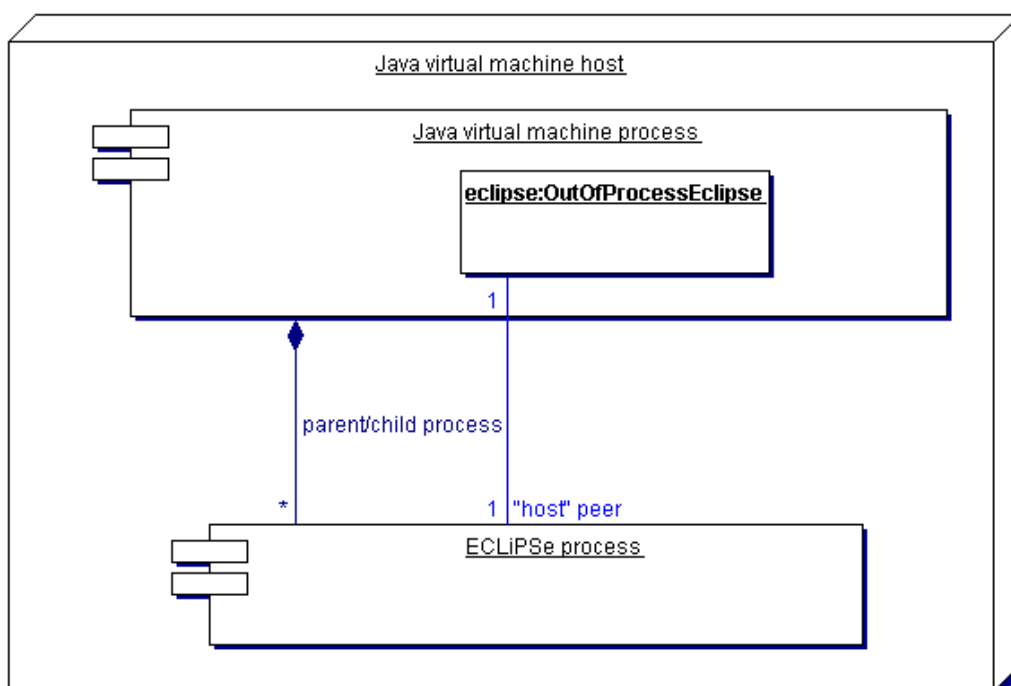 Java virtual machine host
Java virtual machine process
eclipse:OutOfProcessEclipse
1
parent/child process
*
1 "host" peer
ECLiPSe process